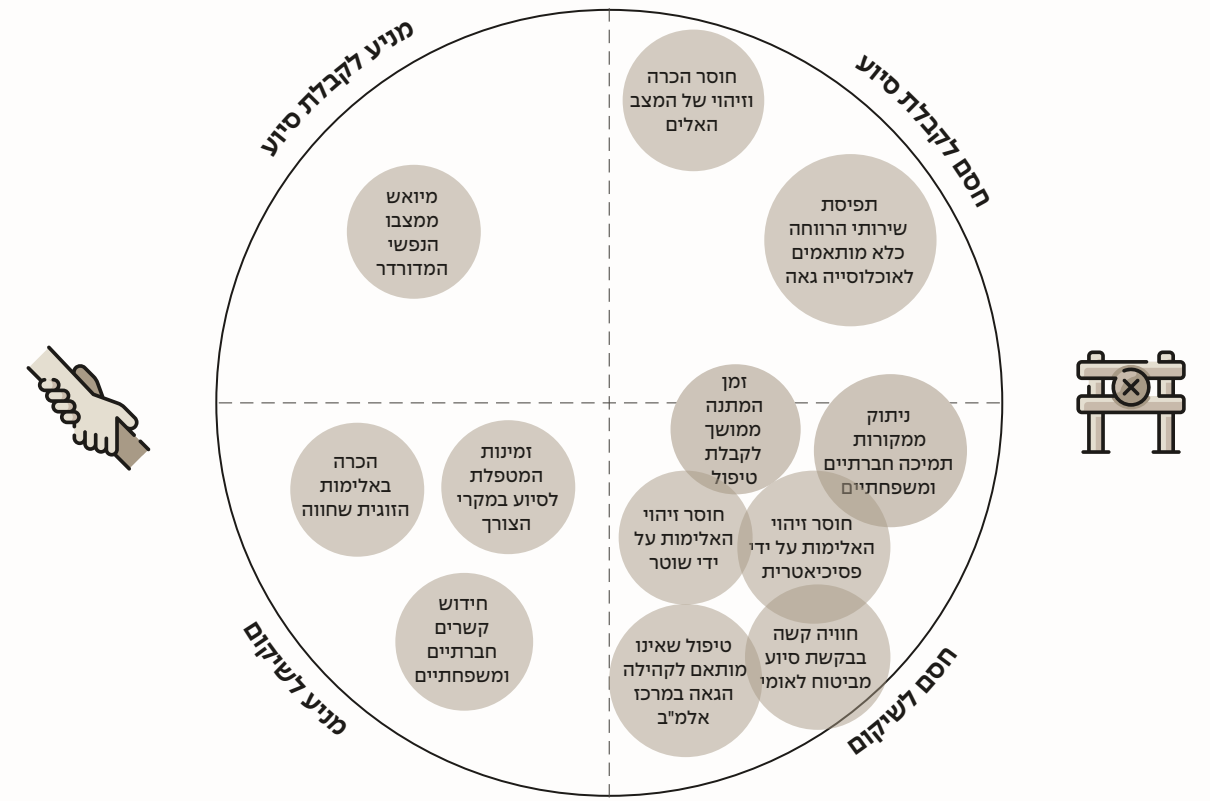 חסם לקבלת סיוע
חוסר הכרה
וזיהוי של המצב
האלים
תפיסת
שירותי הרווחה
כלא מותאמים
לאוכלוסייה גאה
מניע לקבלת סיוע
מיואש
ממצבו
הנפשי
המדורדר
חסם לשיקום
זמן
המתנה
ממושך
לקבלת
טיפול
ניתוק
ממקורות
תמיכה חברתיים
ומשפחתיים
חוסר זיהוי
האלימות על ידי
פסיכיאטרית
חוסר זיהוי
האלימות על
ידי שוטר
חוויה קשה
בבקשת סיוע
מביטוח לאומי
טיפול שאינו
מותאם לקהילה
הגאה במרכז
אלמ"ב
מניע לשיקום
זמינות
המטפלת
לסיוע במקרי
הצורך
הכרה
באלימות
הזוגית שחווה
חידוש
קשרים
חברתיים
ומשפחתיים